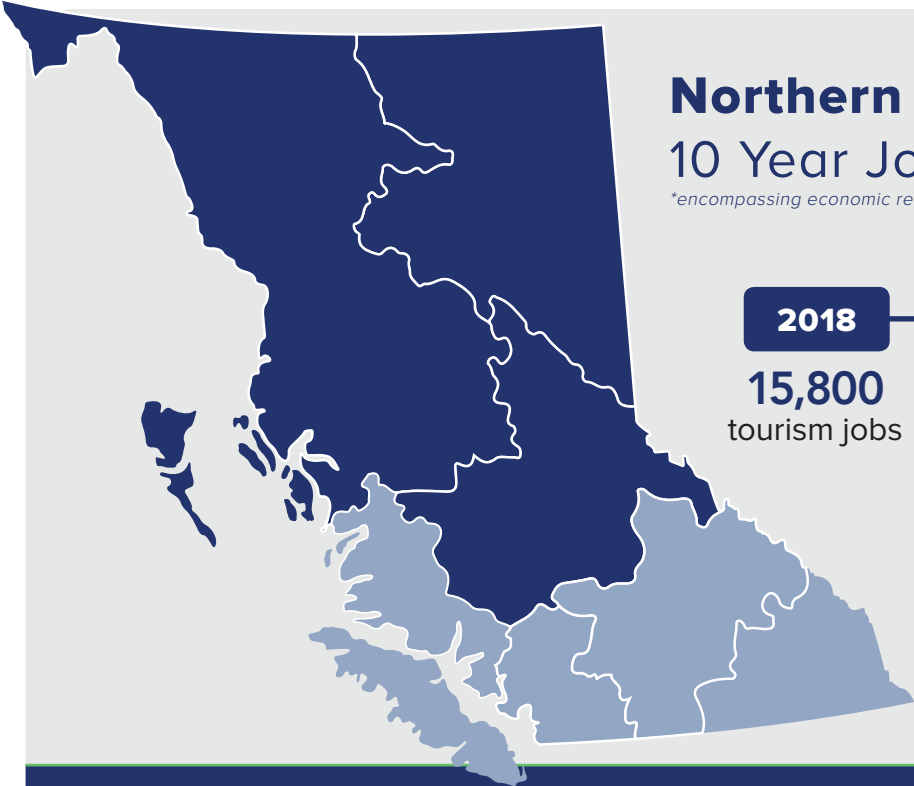 Northern
10 Year Jo
*encompassing economic re
2018
15,800
tourism jobs